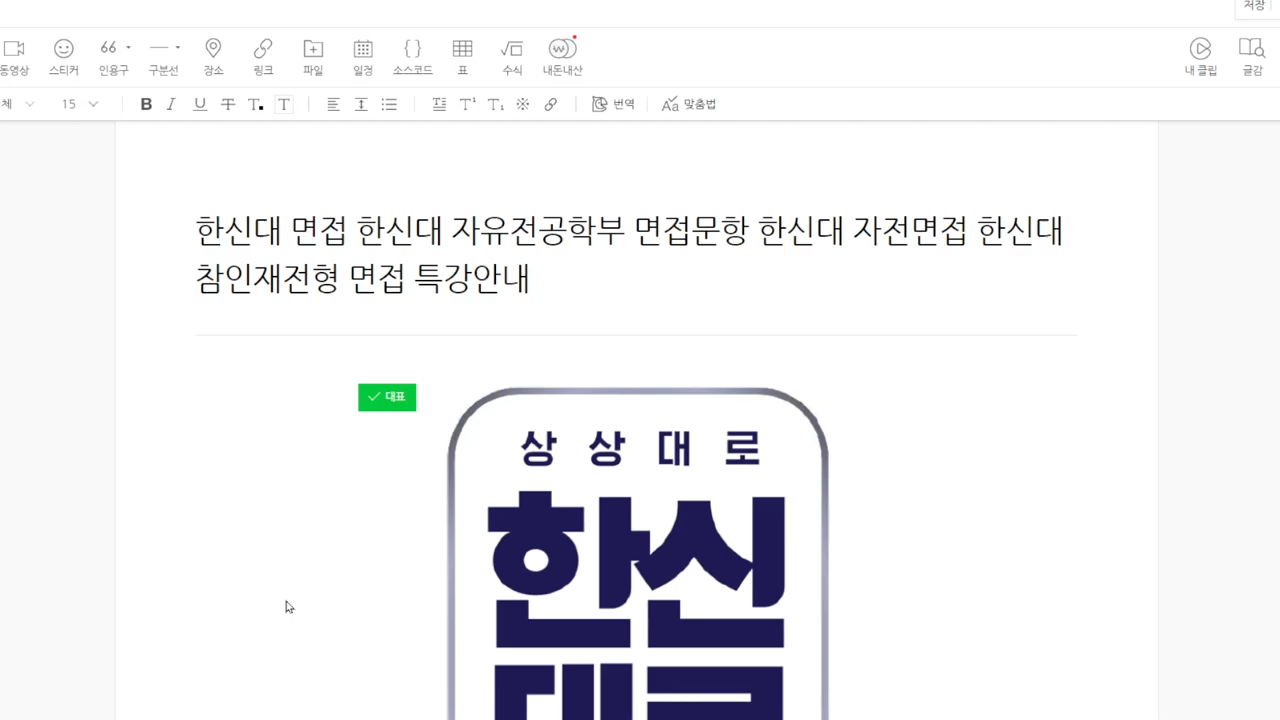 저장
동영상 스티커 66 인용구 구분선 장소 링크 파일 일정 { } 소스코드 표 수식 ₩ 내돈내산 내 클립 글감
체 15 B I U T T. T T¹ T₁ 번역 맞춤법
한신대 면접 한신대 자유전공학부 면접문항 한신대 자전면접 한신대
참인재전형 면접 특강안내
대표
상상대로
한신